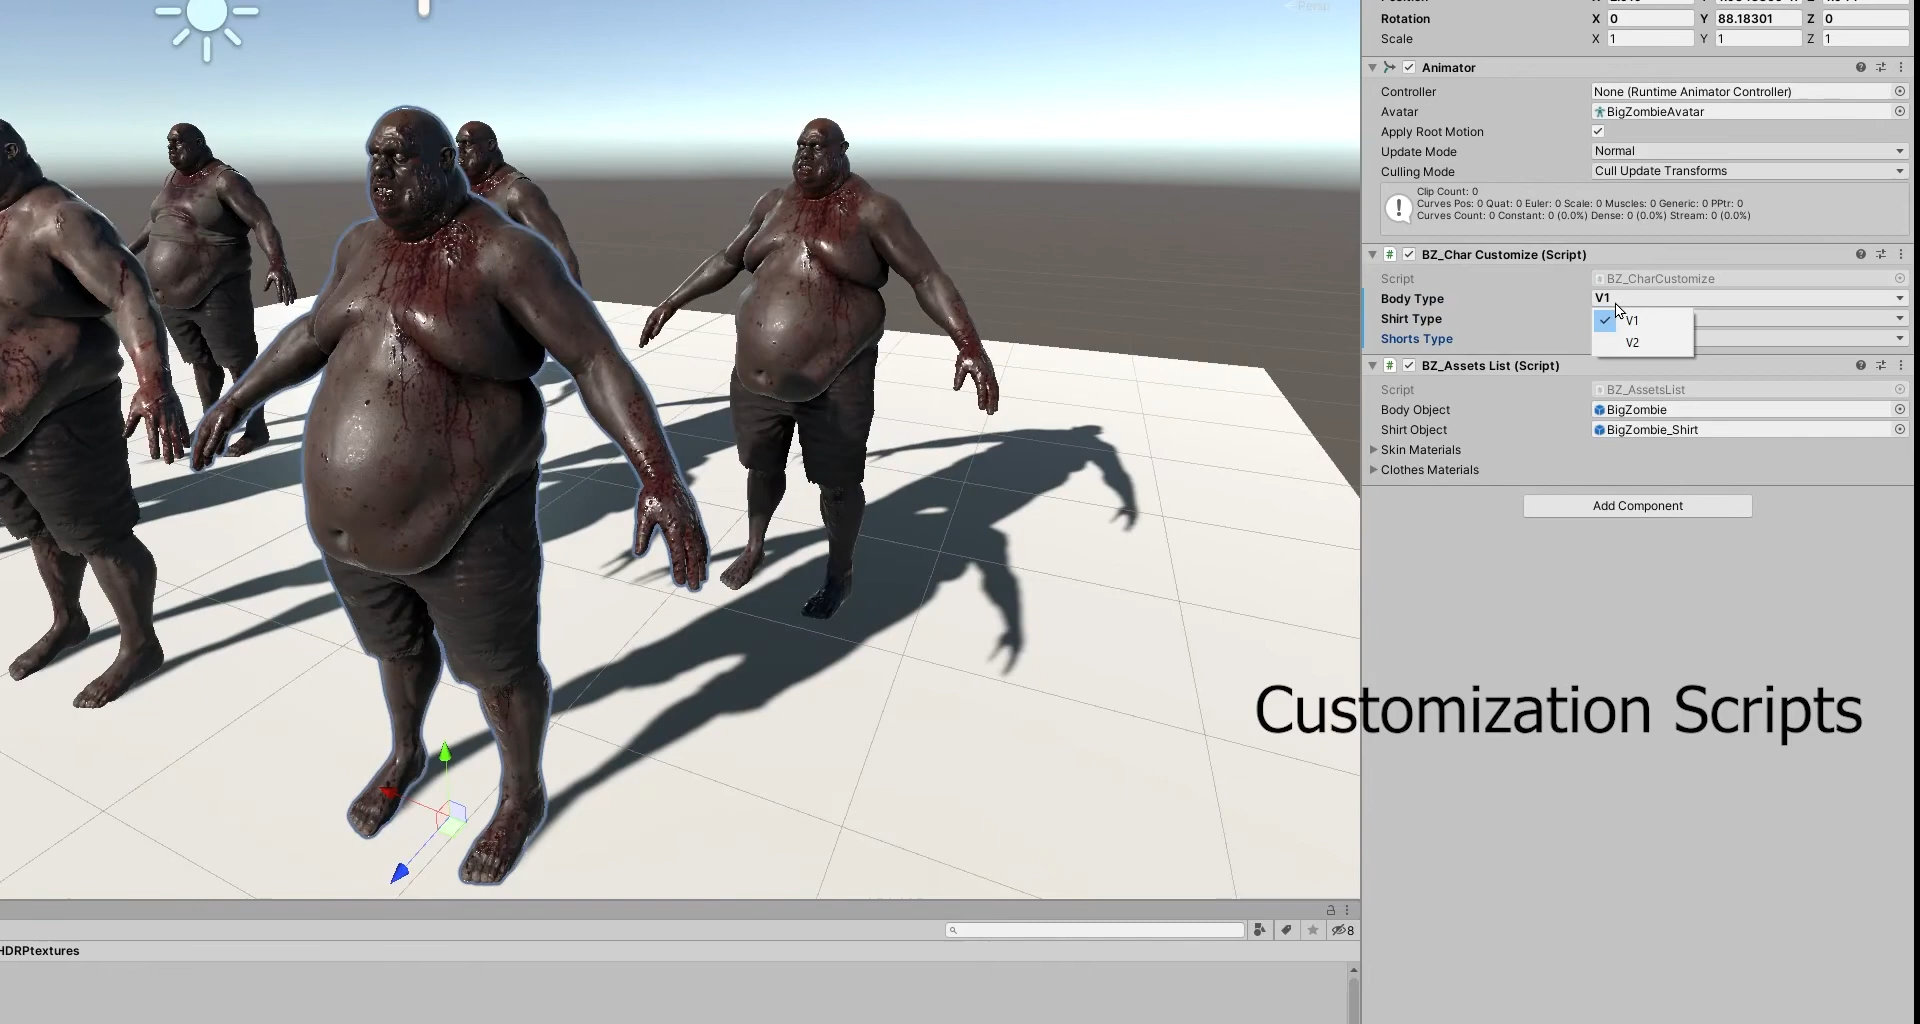 Persp
Rotation X 0 Y 88.18301 Z 0
Scale X 1 Y 1 Z 1
Animator
Controller None (Runtime Animator Controller)
Avatar BigZombieAvatar
Apply Root Motion
Update Mode Normal
Culling Mode Cull Update Transforms
Clip Count: 0
Curves Pos: 0 Quat: 0 Euler: 0 Scale: 0 Muscles: 0 Generic: 0 PPtr: 0
Curves Count: 0 Constant: 0 (0.0%) Dense: 0 (0.0%) Stream: 0 (0.0%)
# BZ_Char Customize (Script)
Script BZ_CharCustomize
Body Type V1
Shirt Type V1
Shorts Type V2
# BZ_Assets List (Script)
Script BZ_AssetsList
Body Object BigZombie
Shirt Object BigZombie_Shirt
Skin Materials
Clothes Materials
Add Component
Customization Scripts
8
HDRPtextures